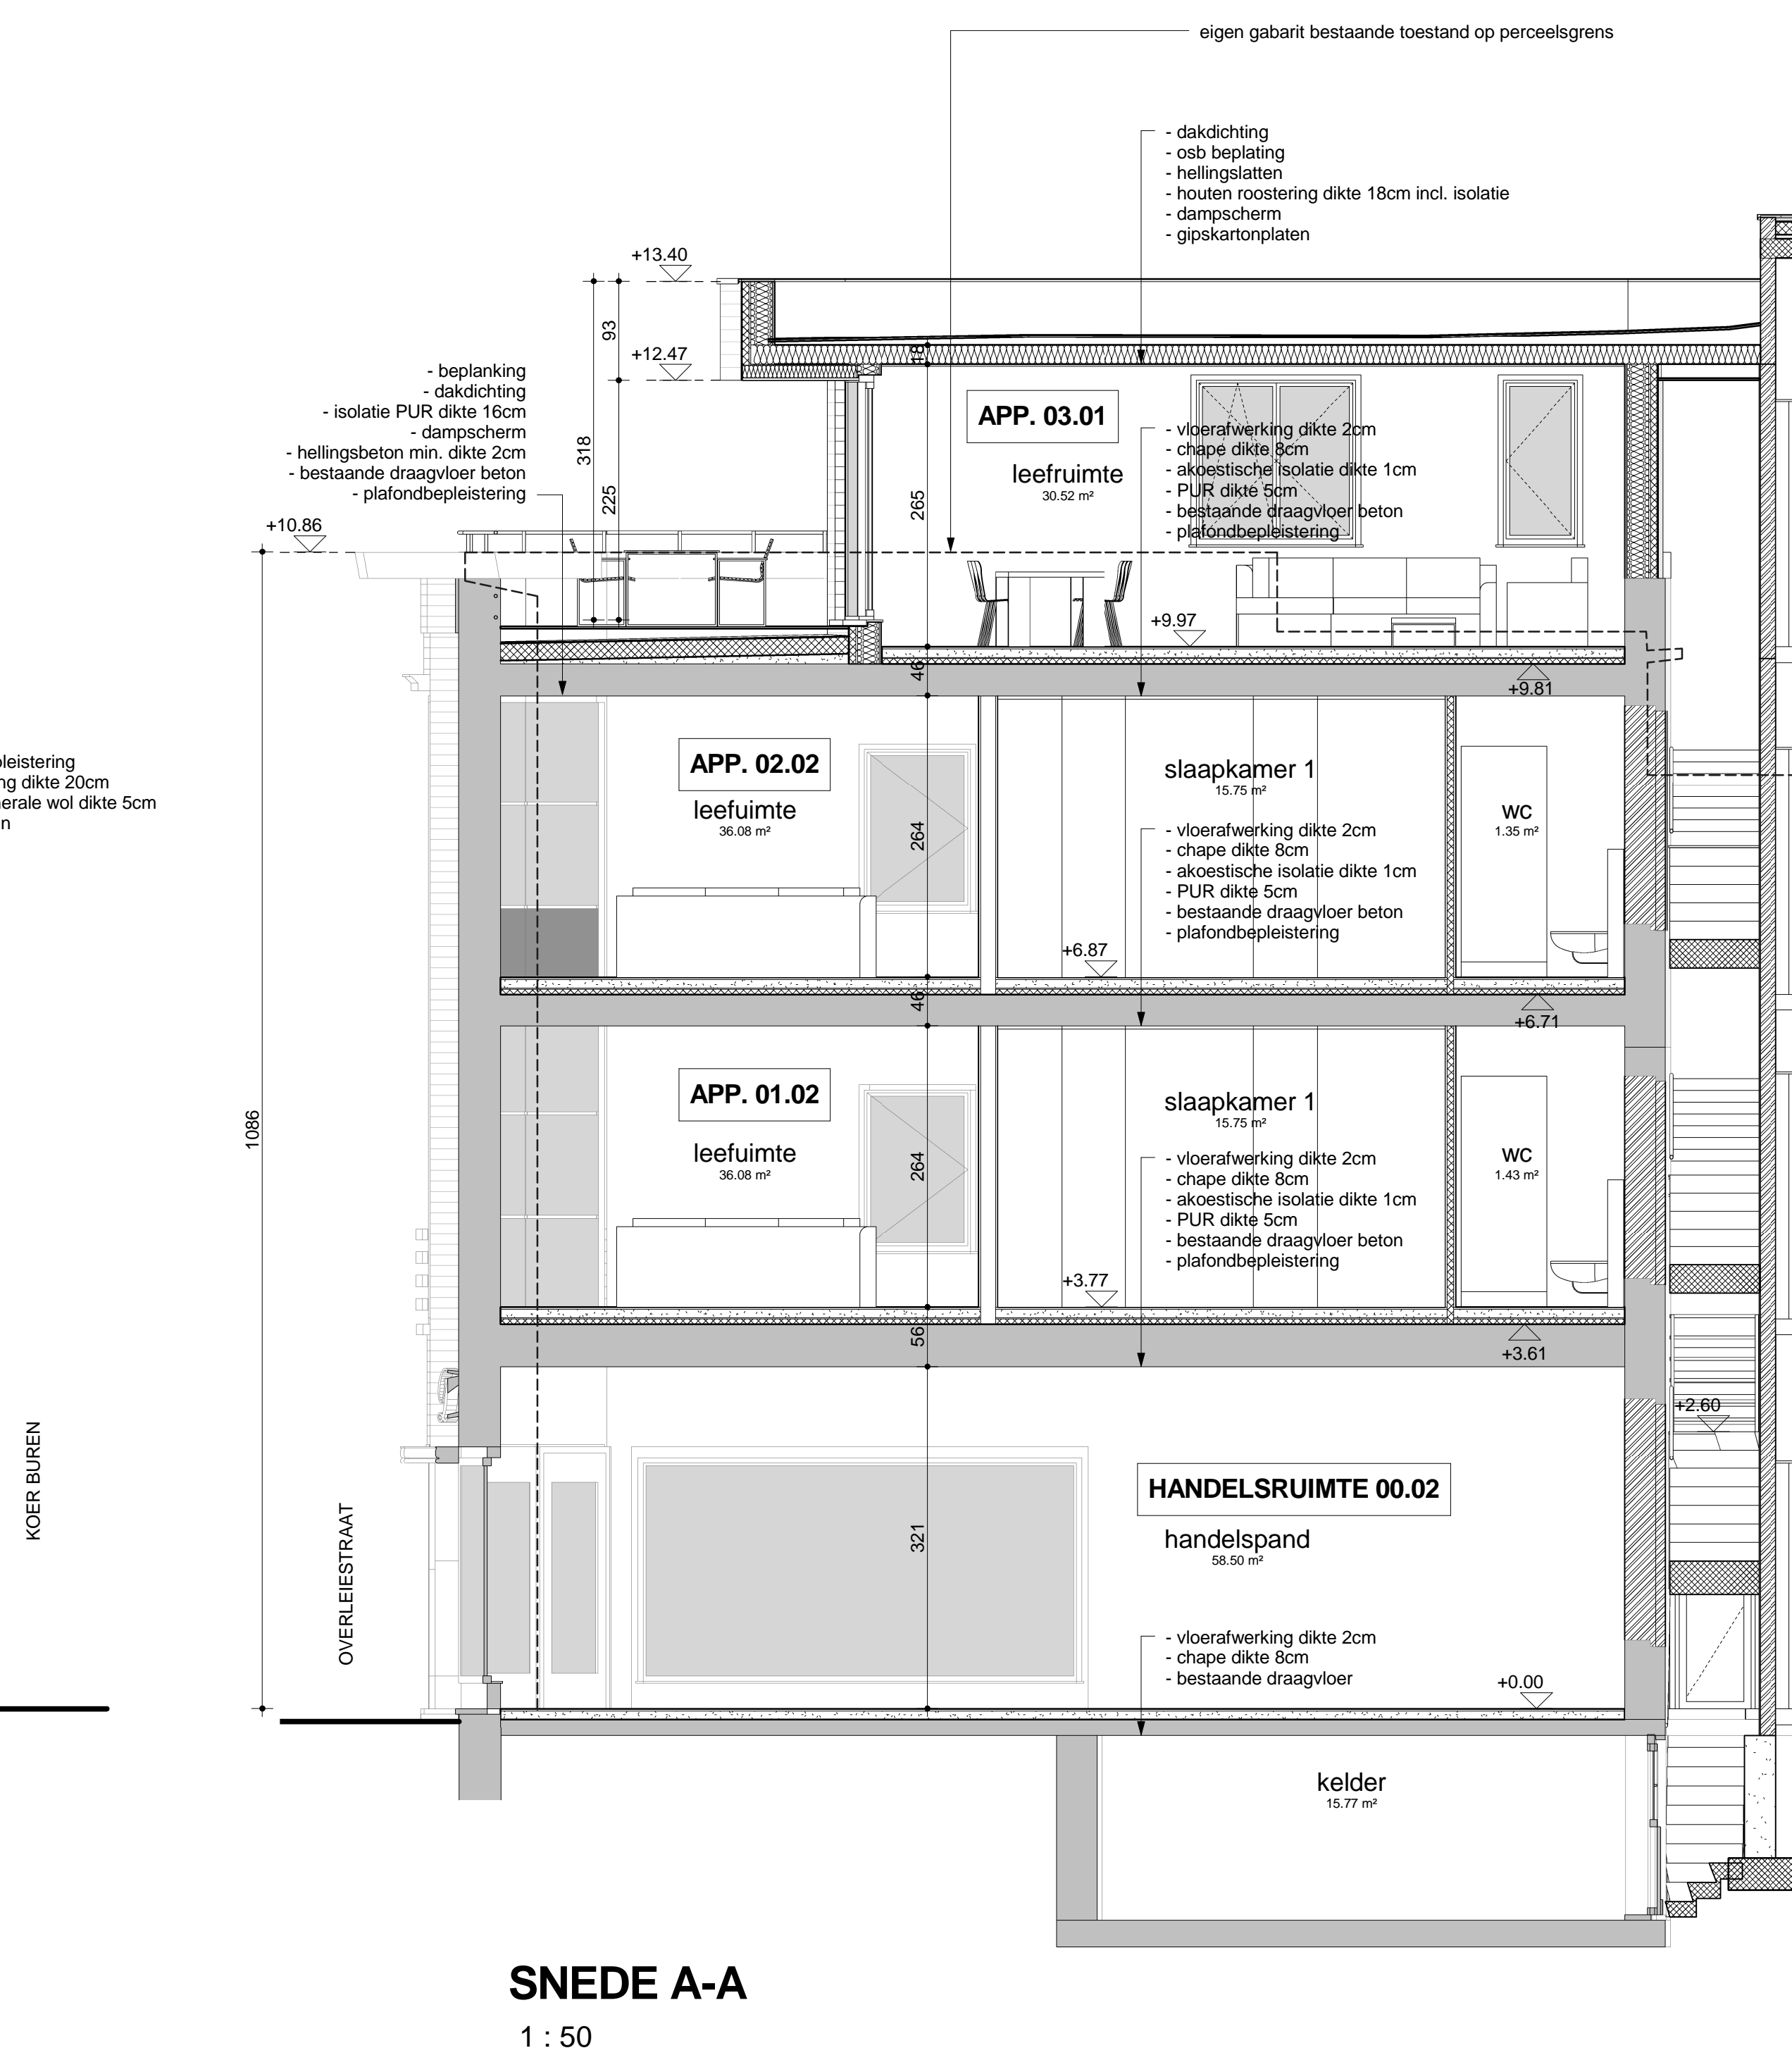 eigen gabarit bestaande toestand op perceelsgrens
- dakdichting
- osb beplating
- hellingslatten
- houten roostering dikte 18cm incl. isolatie
- dampscherm
- gipskartonplaten
+13.40
93
+12.47
18
- beplanking
- dakdichting
- isolatie PUR dikte 16cm
- dampscherm
- hellingsbeton min. dikte 2cm
- bestaande draagvloer beton
- plafondbepleistering
318
225
265
APP. 03.01
leefruimte
30.52 m²
- vloerafwerking dikte 2cm
- chape dikte 8cm
- akoestische isolatie dikte 1cm
- PUR dikte 5cm
- bestaande draagvloer beton
- plafondbepleistering
+10.86
+9.97
46
+9.81
dikte 20cm
wol dikte 5cm
APP. 02.02
leefuimte
36.08 m²
264
slaapkamer 1
15.75 m²
- vloerafwerking dikte 2cm
- chape dikte 8cm
- akoestische isolatie dikte 1cm
- PUR dikte 5cm
- bestaande draagvloer beton
- plafondbepleistering
wc
1.35 m²
+6.87
46
+6.71
1086
APP. 01.02
leefuimte
36.08 m²
264
slaapkamer 1
15.75 m²
- vloerafwerking dikte 2cm
- chape dikte 8cm
- akoestische isolatie dikte 1cm
- PUR dikte 5cm
- bestaande draagvloer beton
- plafondbepleistering
wc
1.43 m²
+3.77
56
+3.61
+2.60
KOER BUREN
OVERLEIESTRAAT
321
HANDELSRUIMTE 00.02
handelspand
58.50 m²
- vloerafwerking dikte 2cm
- chape dikte 8cm
- bestaande draagvloer
+0.00
kelder
15.77 m²
SNEDE A-A
1 : 50